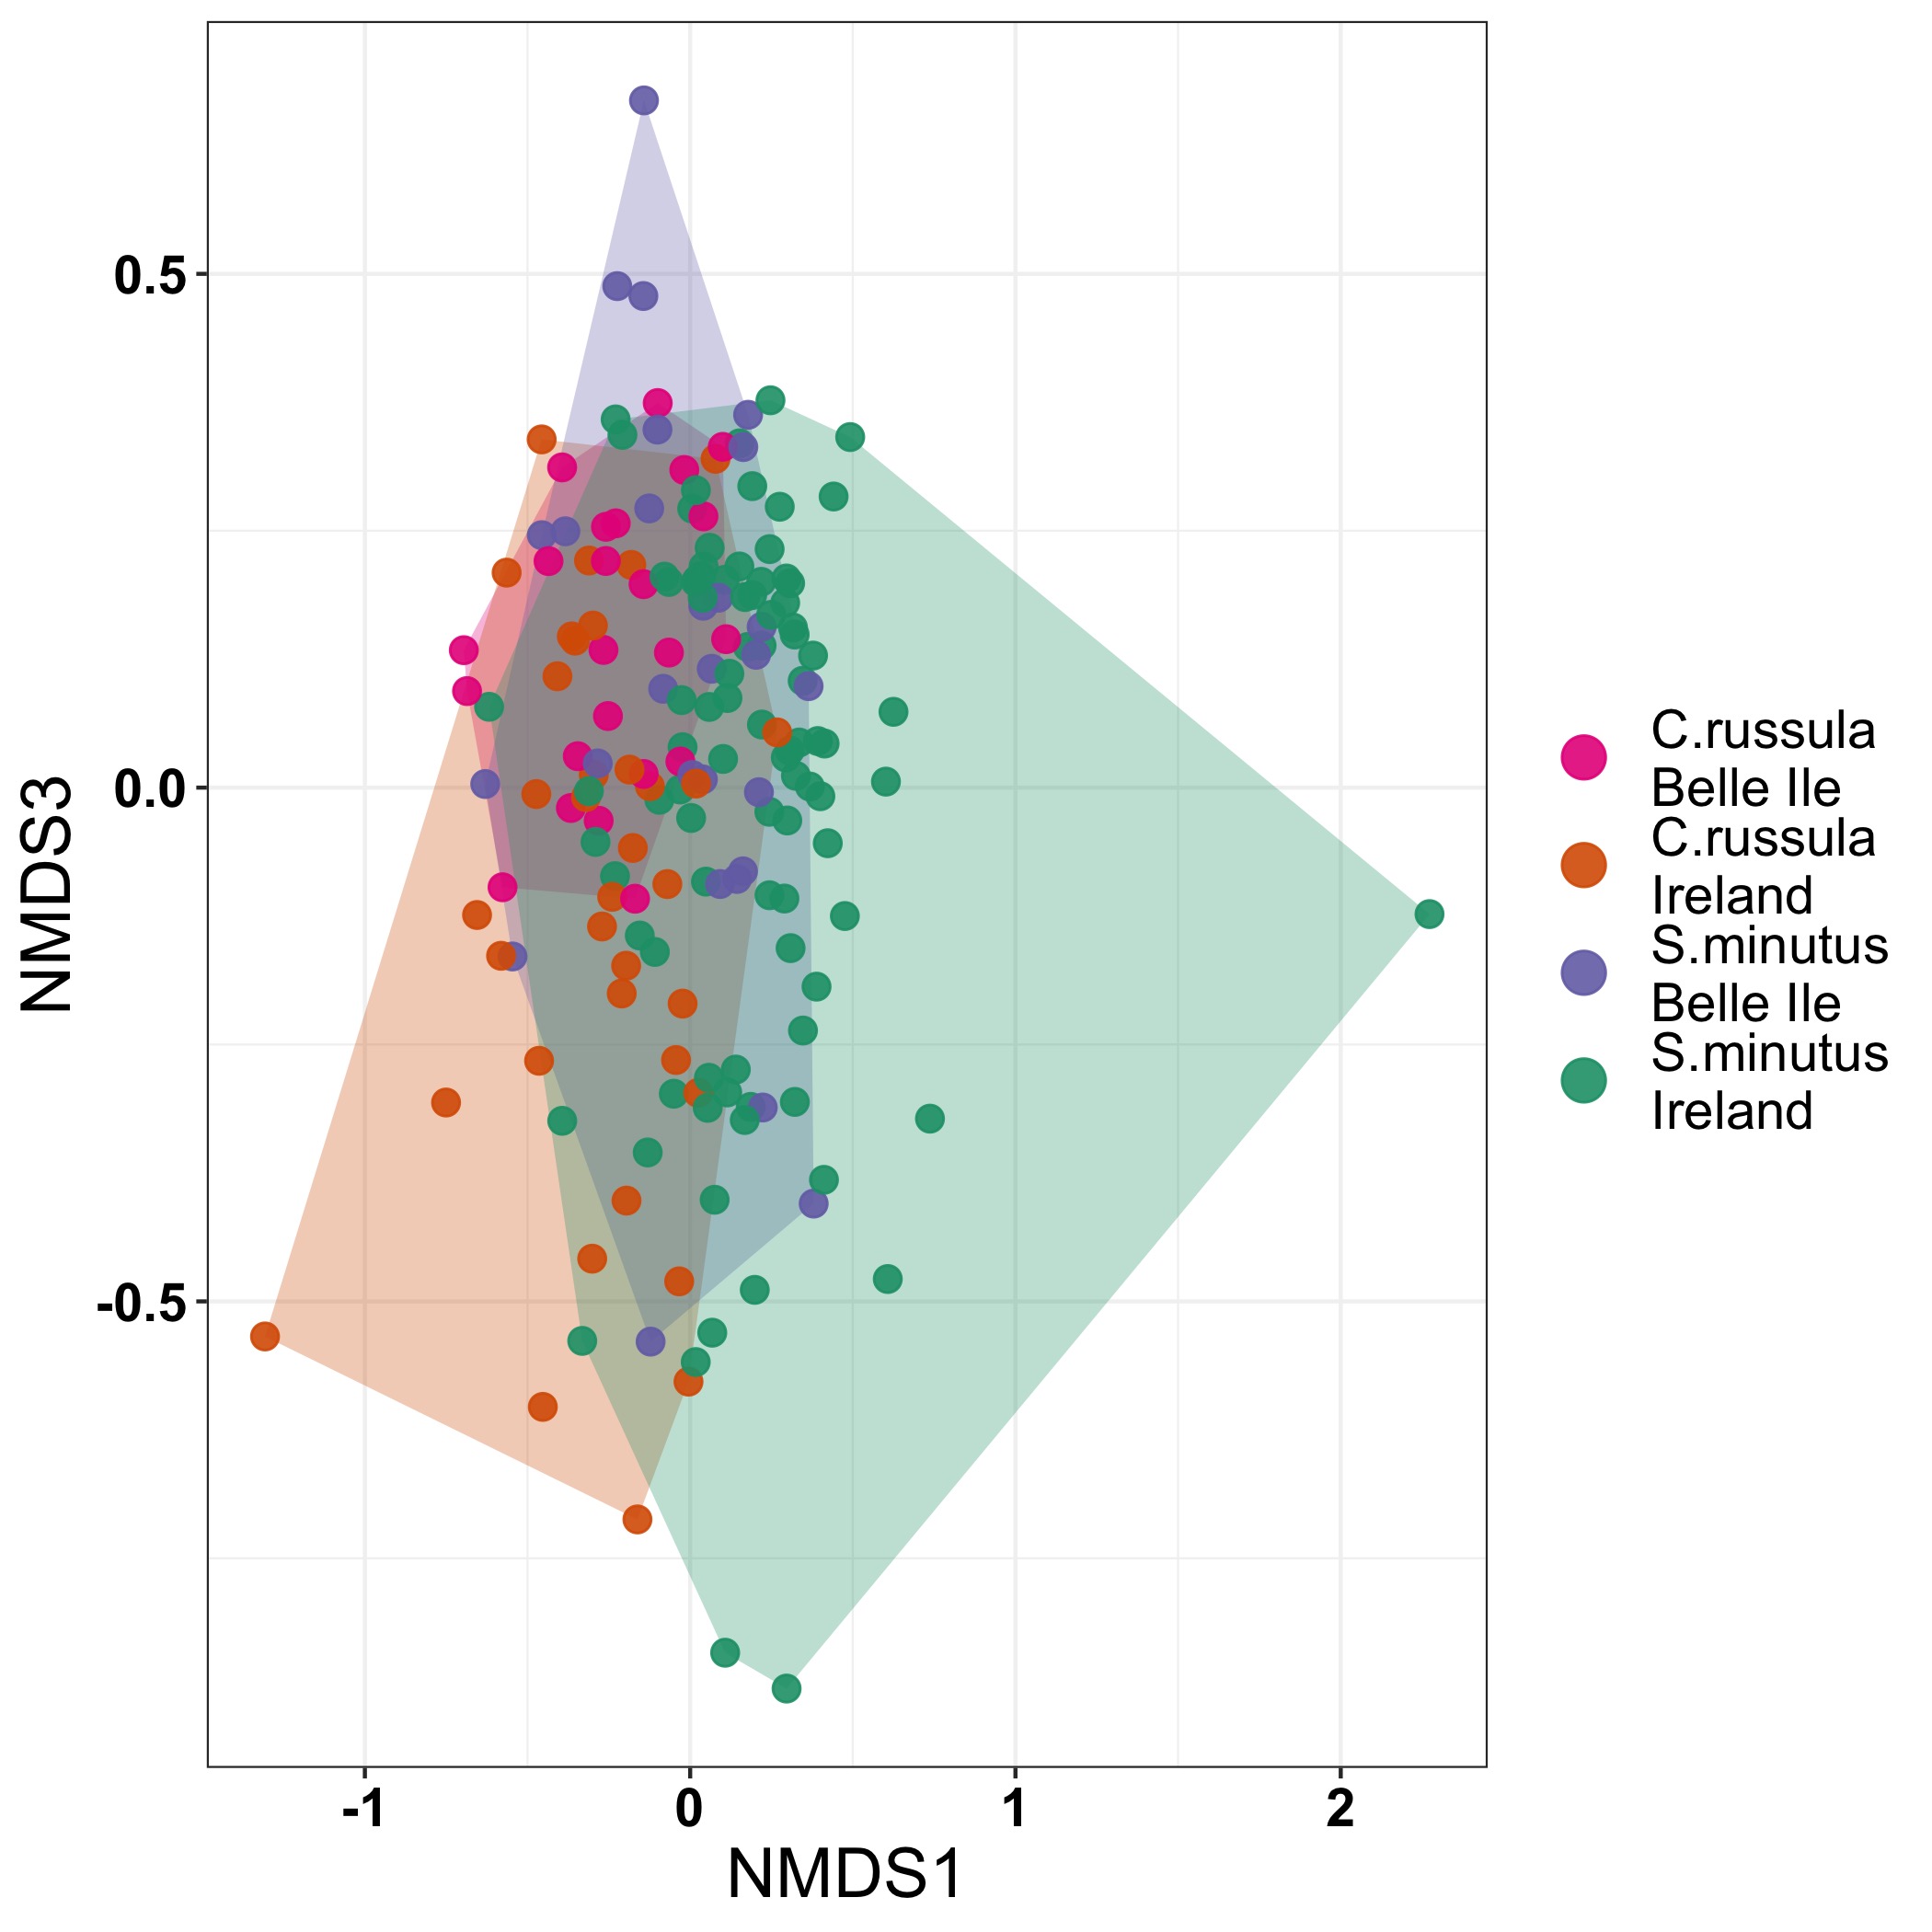 0.5
0.0
-0.5
NMDS3
-1
0
1
2
NMDS1
C.russula
Belle Ile
C.russula
Ireland
S.minutus
Belle Ile
S.minutus
Ireland